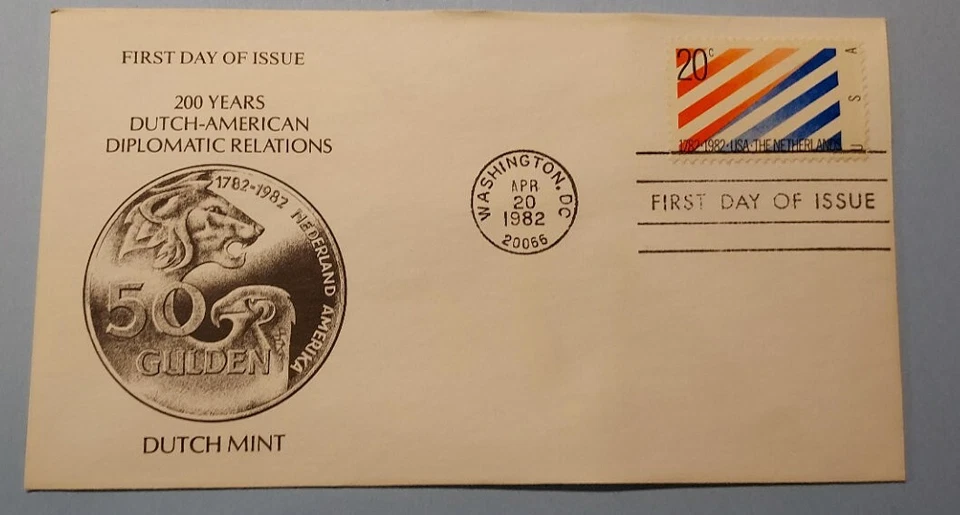 FIRST DAY OF ISSUE
200 YEARS
DUTCH-AMERICAN
DIPLOMATIC RELATIONS
1782-1982 NEDERLAND AMERIKA
50
GULDEN
DUTCH MINT
WASHINGTON, DC
APR
20
1982
20066
20c
USA
1782-1982·USA·THE NETHERLANDS
FIRST DAY OF ISSUE